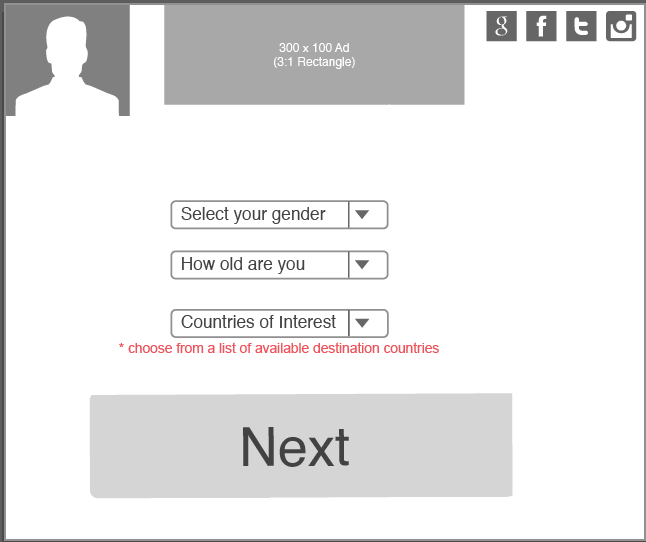 300 x 100 Ad
(3:1 Rectangle)
Select your gender
How old are you
Countries of Interest
* choose from a list of available destination countries
Next